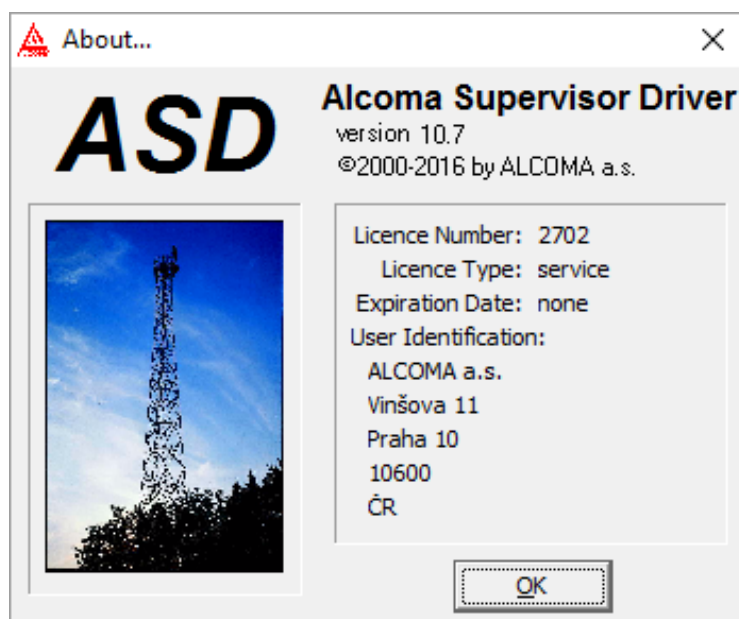 About...
ASD
Alcoma Supervisor Driver
version 10.7
©2000-2016 by ALCOMA a.s.
Licence Number: 2702
Licence Type: service
Expiration Date: none
User Identification:
ALCOMA a.s.
Vinšova 11
Praha 10
10600
ČR
OK